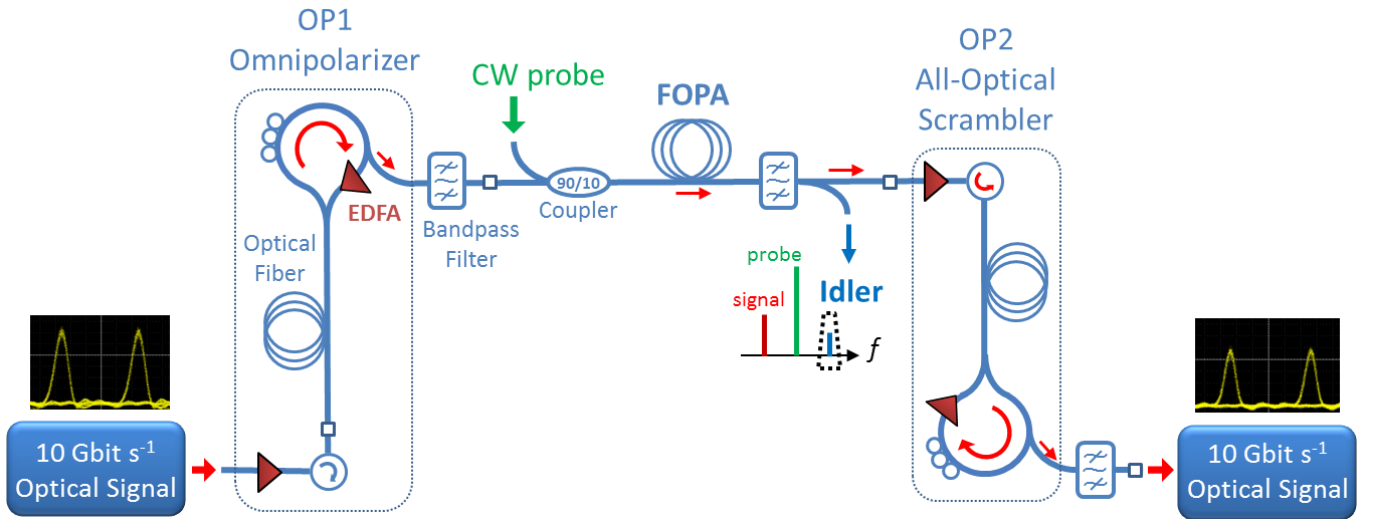 OP1
Omnipolarizer
EDFA
Optical
Fiber
10 Gbit s⁻¹
Optical Signal
Bandpass
Filter
CW probe
90/10
Coupler
FOPA
probe
signal
Idler
f
OP2
All-Optical
Scrambler
10 Gbit s⁻¹
Optical Signal